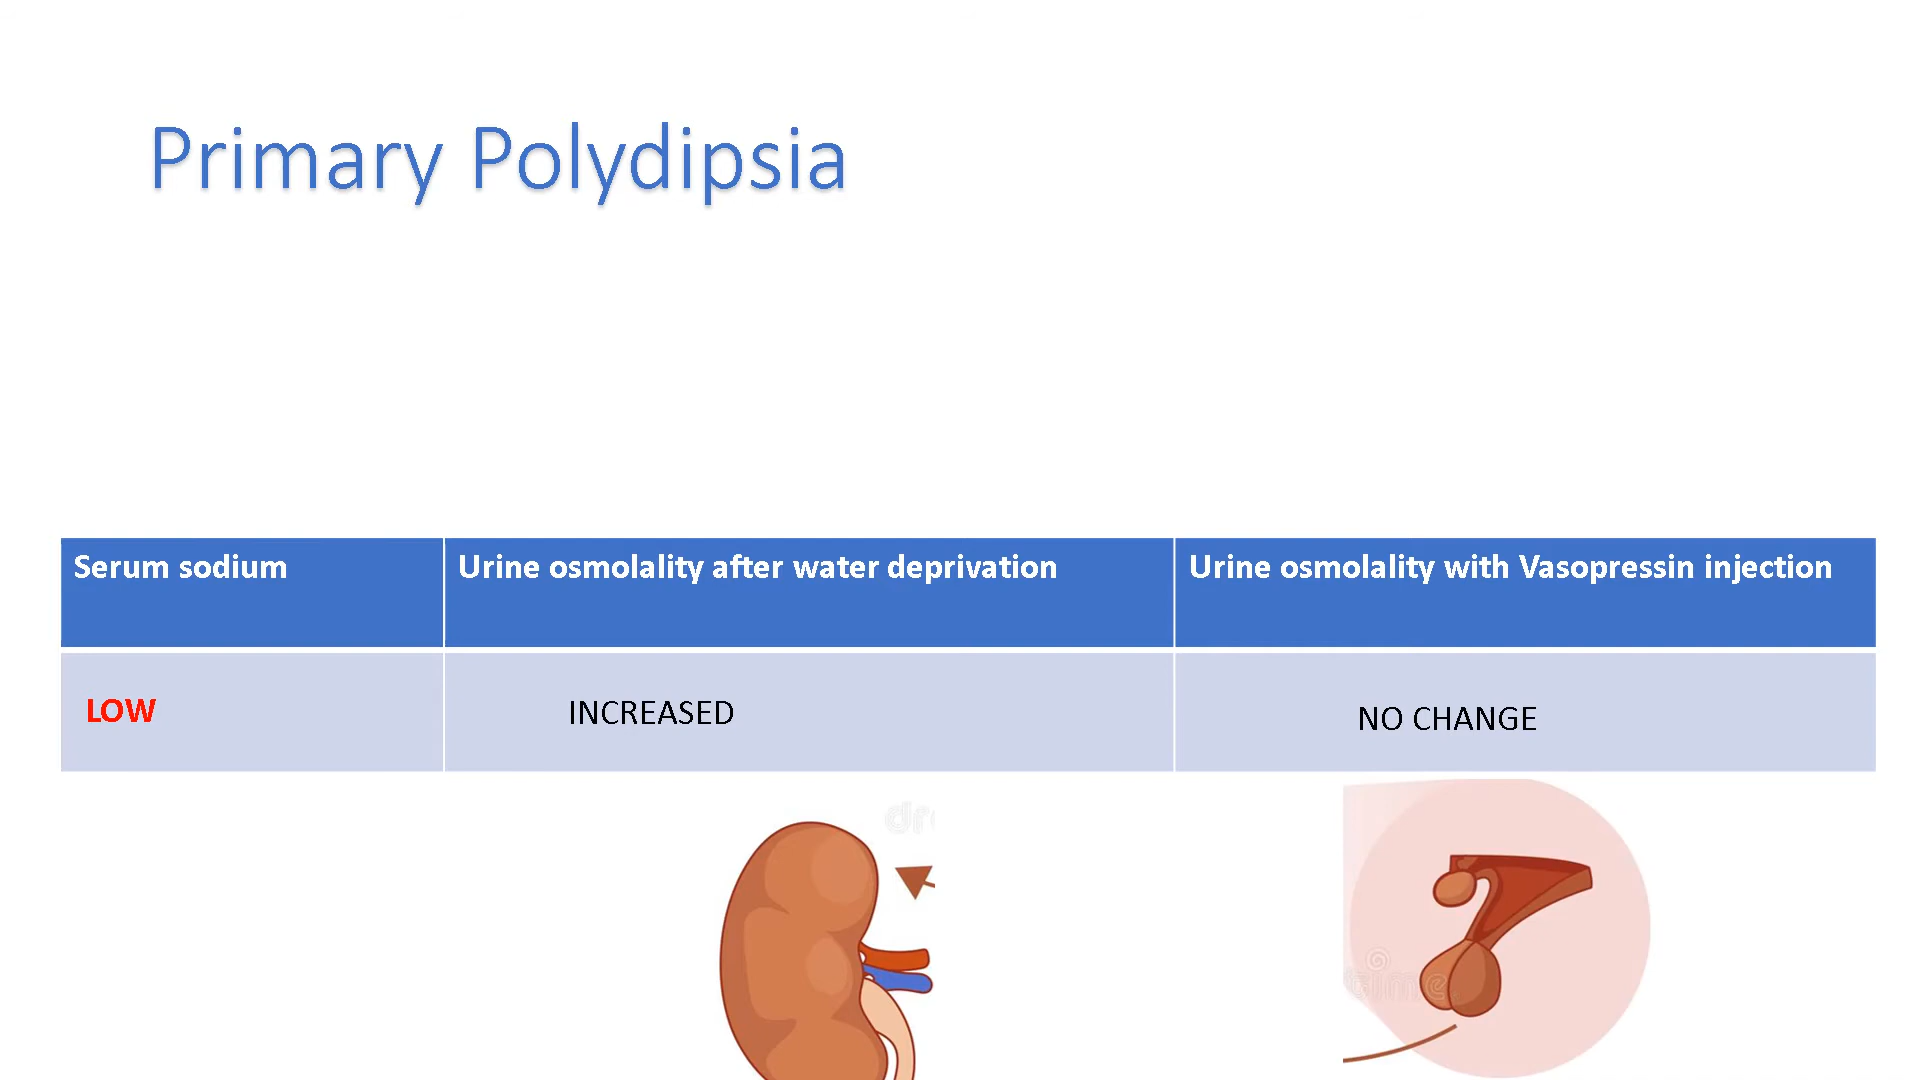 Primary Polydipsia
Serum sodium
Urine osmolality after water deprivation
Urine osmolality with Vasopressin injection
LOW
INCREASED
NO CHANGE